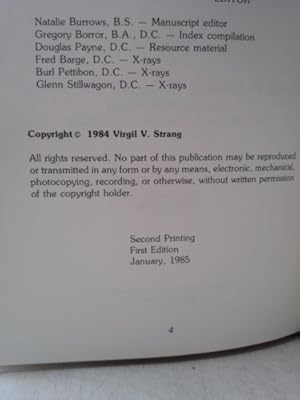 EDITOR
Natalie Burrows, B.S. — Manuscript editor
Gregory Borror, B.A., D.C. — Index compilation
Douglas Payne, D.C. — Resource material
Fred Barge, D.C. — X-rays
Burl Pettibon, D.C. — X-rays
Glenn Stillwagon, D.C. — X-rays
Copyright © 1984 Virgil V. Strang
All rights reserved. No part of this publication may be reproduced
or transmitted in any form or by any means, electronic, mechanical,
photocopying, recording, or otherwise, without written permission
of the copyright holder.
Second Printing
First Edition
January, 1985
4